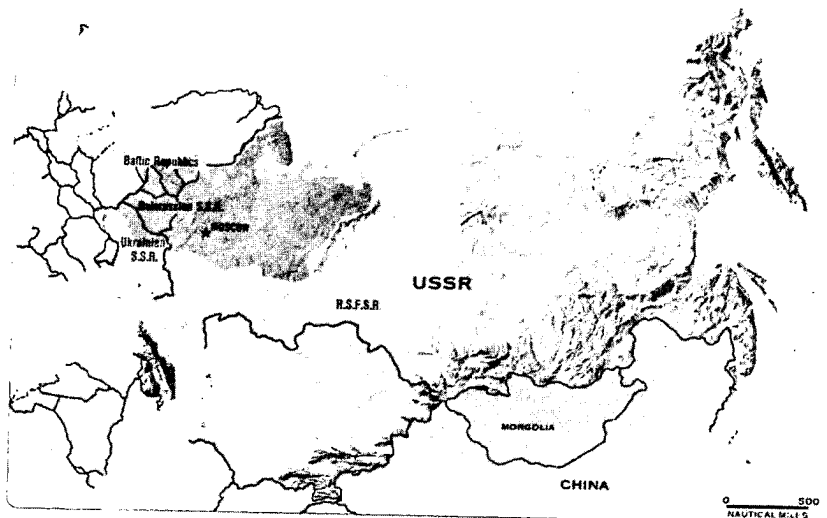 Baltic Republics
Belorussian S.S.R.
MOSCOW
Ukrainian
S.S.R.
USSR
R.S.F.S.R.
MONGOLIA
CHINA
0 500
NAUTICAL MILES